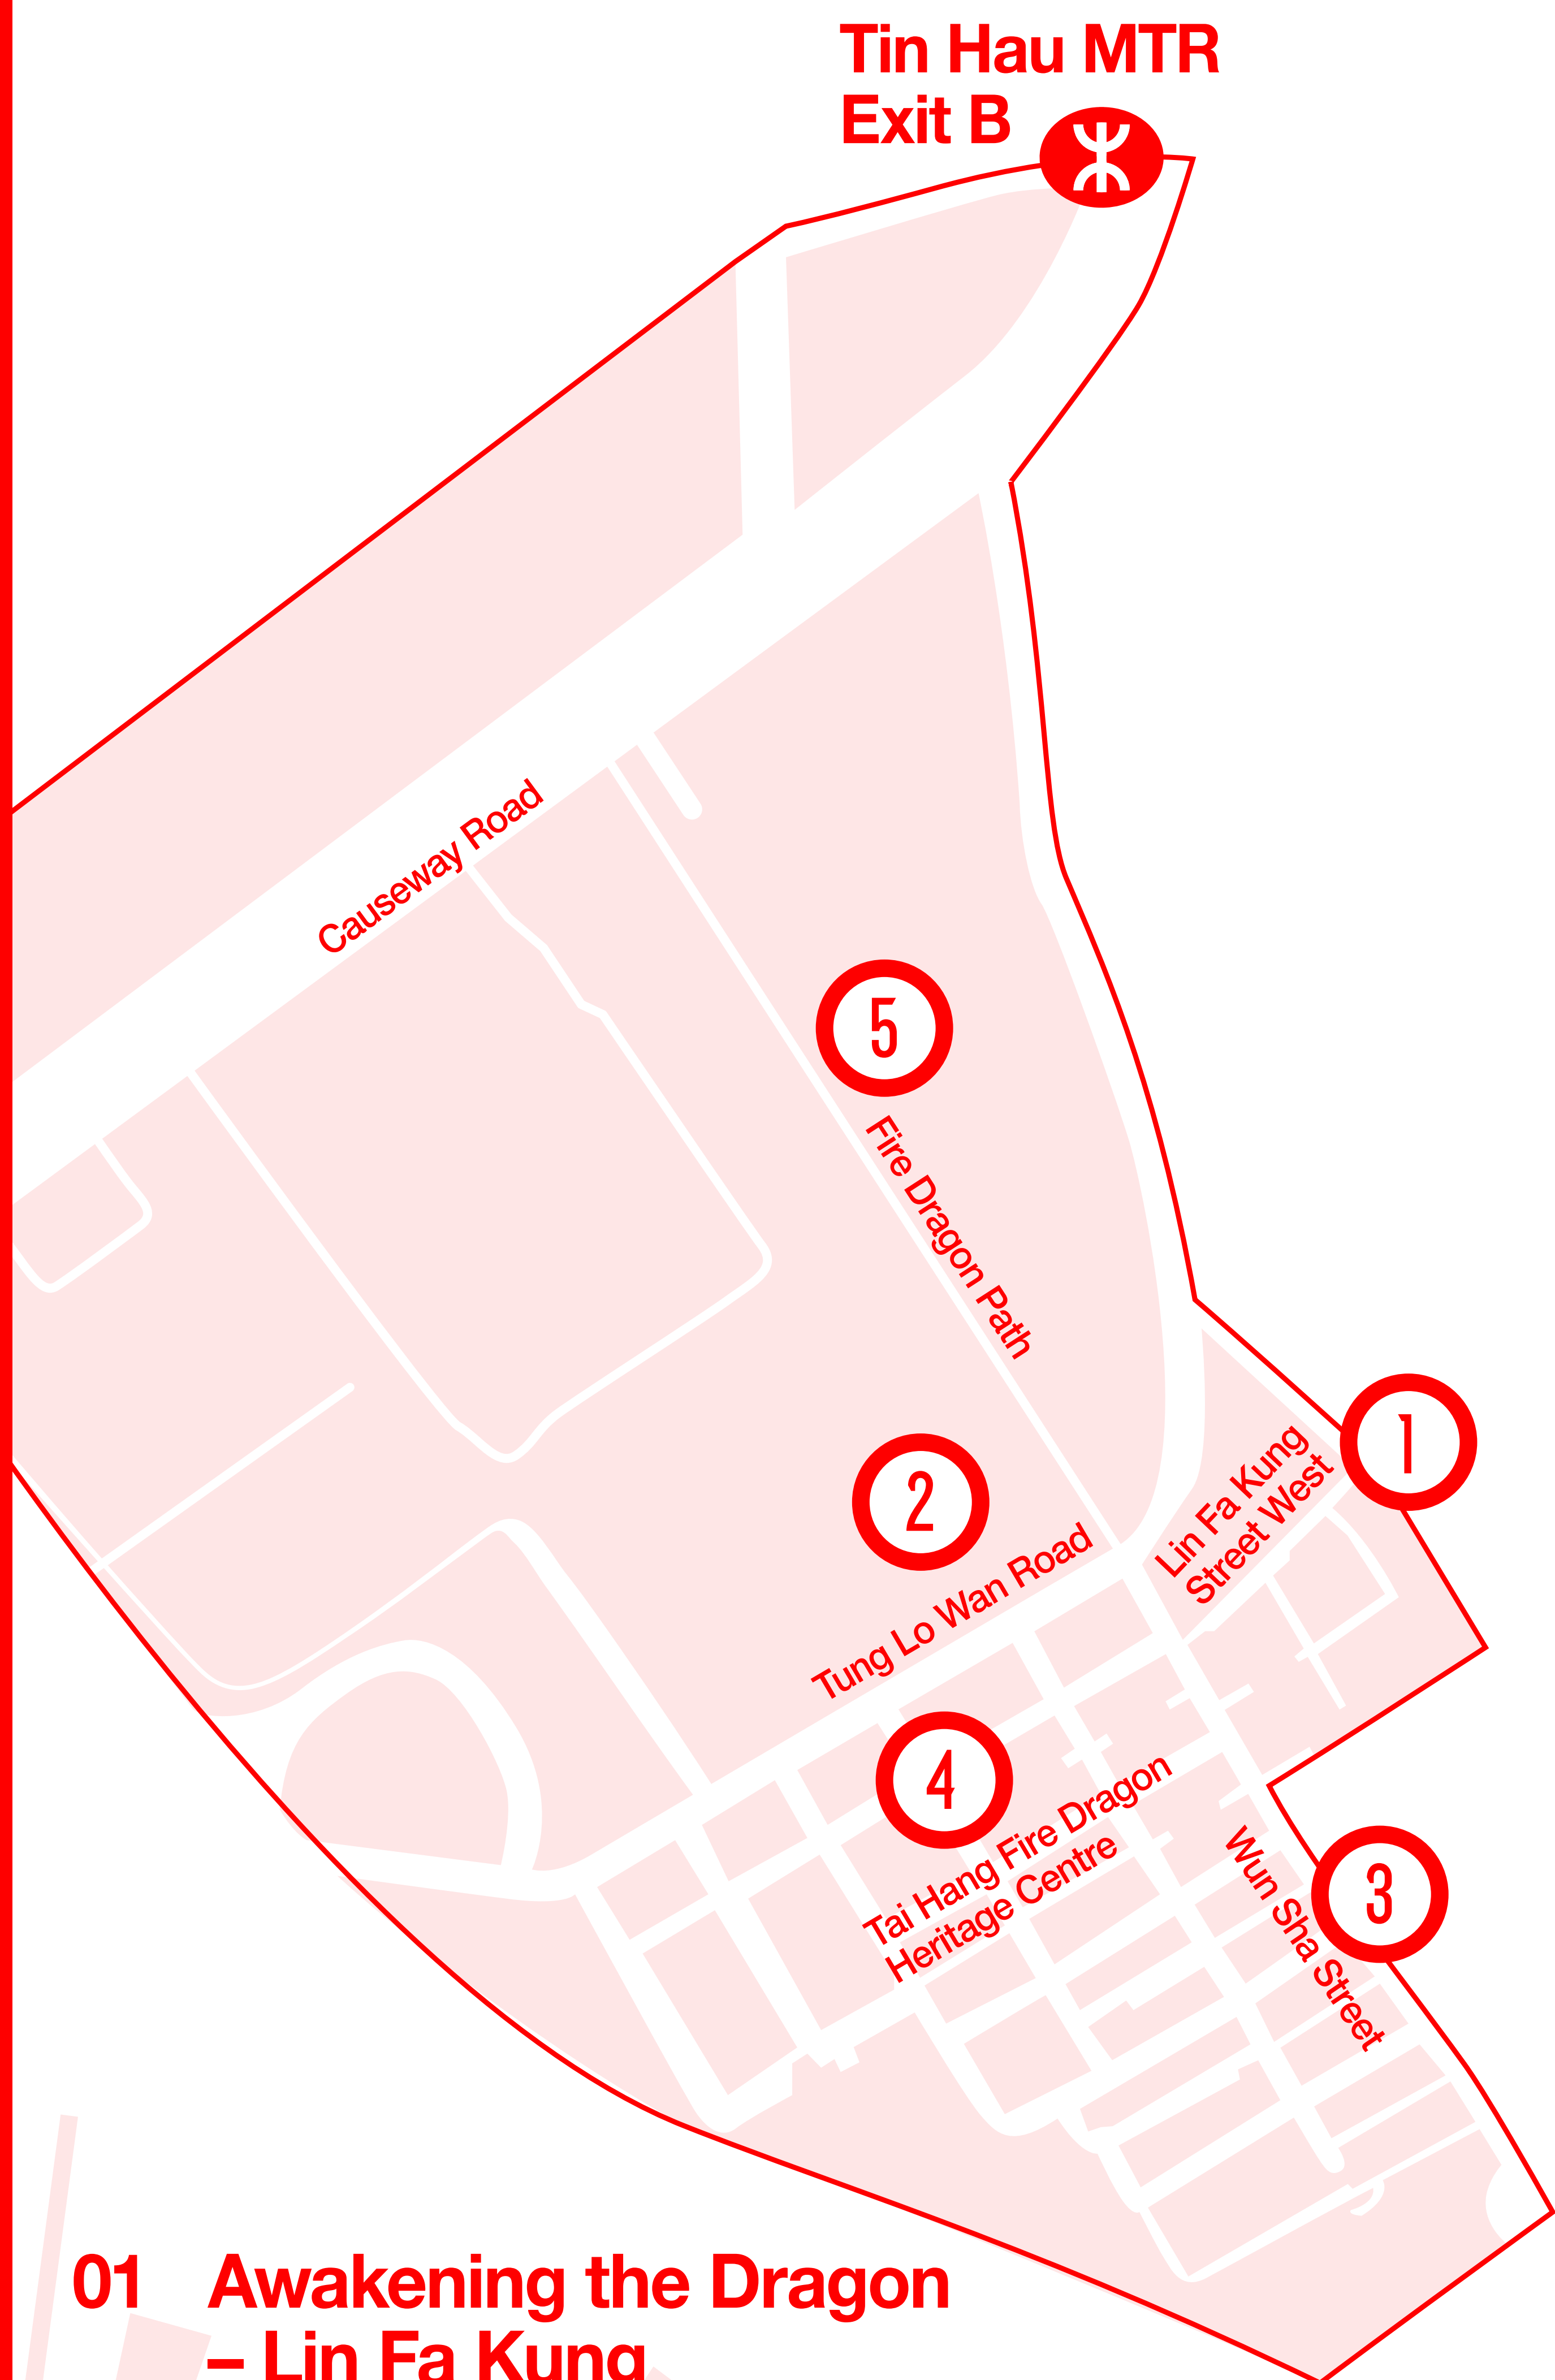 Tin Hau MTR
Exit B
Causeway Road
5
Fire Dragon Path
1
2
Lin Fa Kung
Street West
Tung Lo Wan Road
4
Tai Hang Fire Dragon
Heritage Centre
3
Wun Sha Street
01 Awakening the Dragon
– Lin Fa Kung